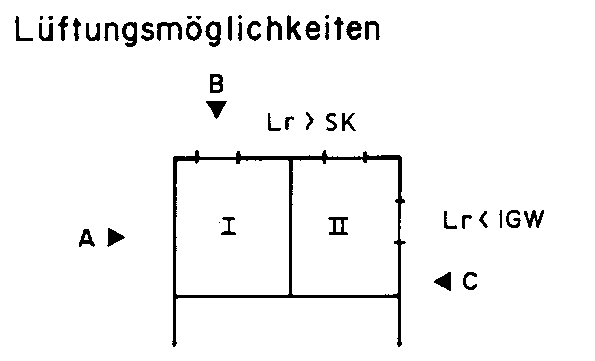 Lüftungsmöglichkeiten
B
Lr > SK
I
II
A
Lr < IGW
C